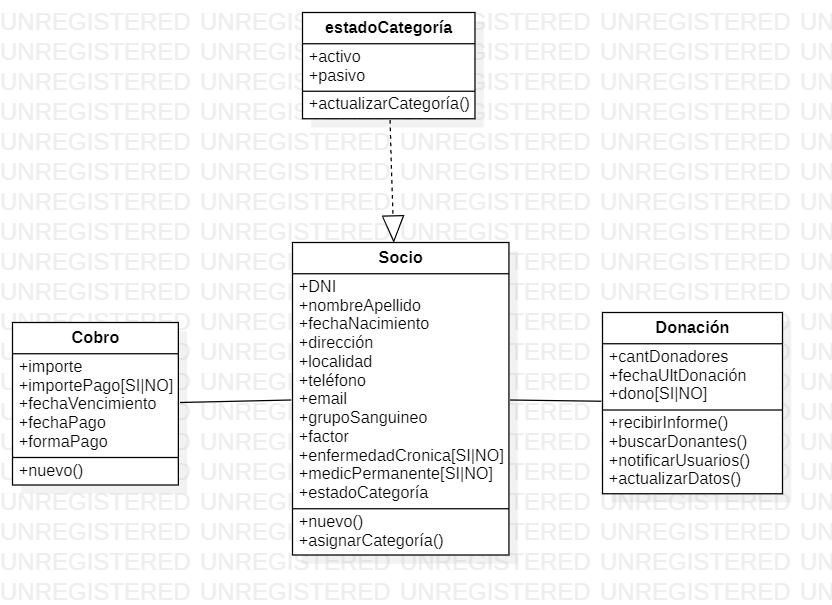 estadoCategoría
+activo
+pasivo
+actualizarCategoría()
Socio
+DNI
+nombreApellido
+fechaNacimiento
+dirección
+localidad
+teléfono
+email
+grupoSanguineo
+factor
+enfermedadCronica[SI|NO]
+medicPermanente[SI|NO]
+estadoCategoría
+nuevo()
+asignarCategoría()
Cobro
+importe
+importePago[SI|NO]
+fechaVencimiento
+fechaPago
+formaPago
+nuevo()
Donación
+cantDonadores
+fechaUltDonación
+dono[SI|NO]
+recibirInforme()
+buscarDonantes()
+notificarUsuarios()
+actualizarDatos()
UNREGISTERED